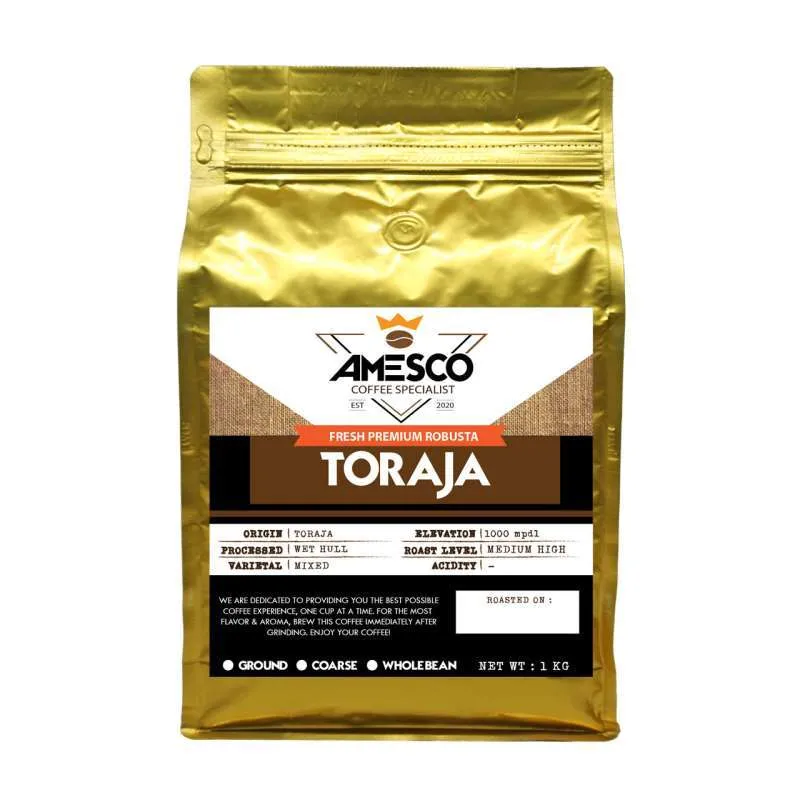 AMESCO
COFFEE SPECIALIST
EST 2020
FRESH PREMIUM ROBUSTA
TORAJA
ORIGIN TORAJA ELEVATION 1000 mpdl
PROCESSED WET HULL ROAST LEVEL MEDIUM HIGH
VARIETAL MIXED ACIDITY -
WE ARE DEDICATED TO PROVIDING YOU THE BEST POSSIBLE
COFFEE EXPERIENCE, ONE CUP AT A TIME. FOR THE MOST
FLAVOR & AROMA, BREW THIS COFFEE IMMEDIATELY AFTER
GRINDING. ENJOY YOUR COFFEE!
ROASTED ON :
GROUND COARSE WHOLEBEAN NET WT : 1 KG